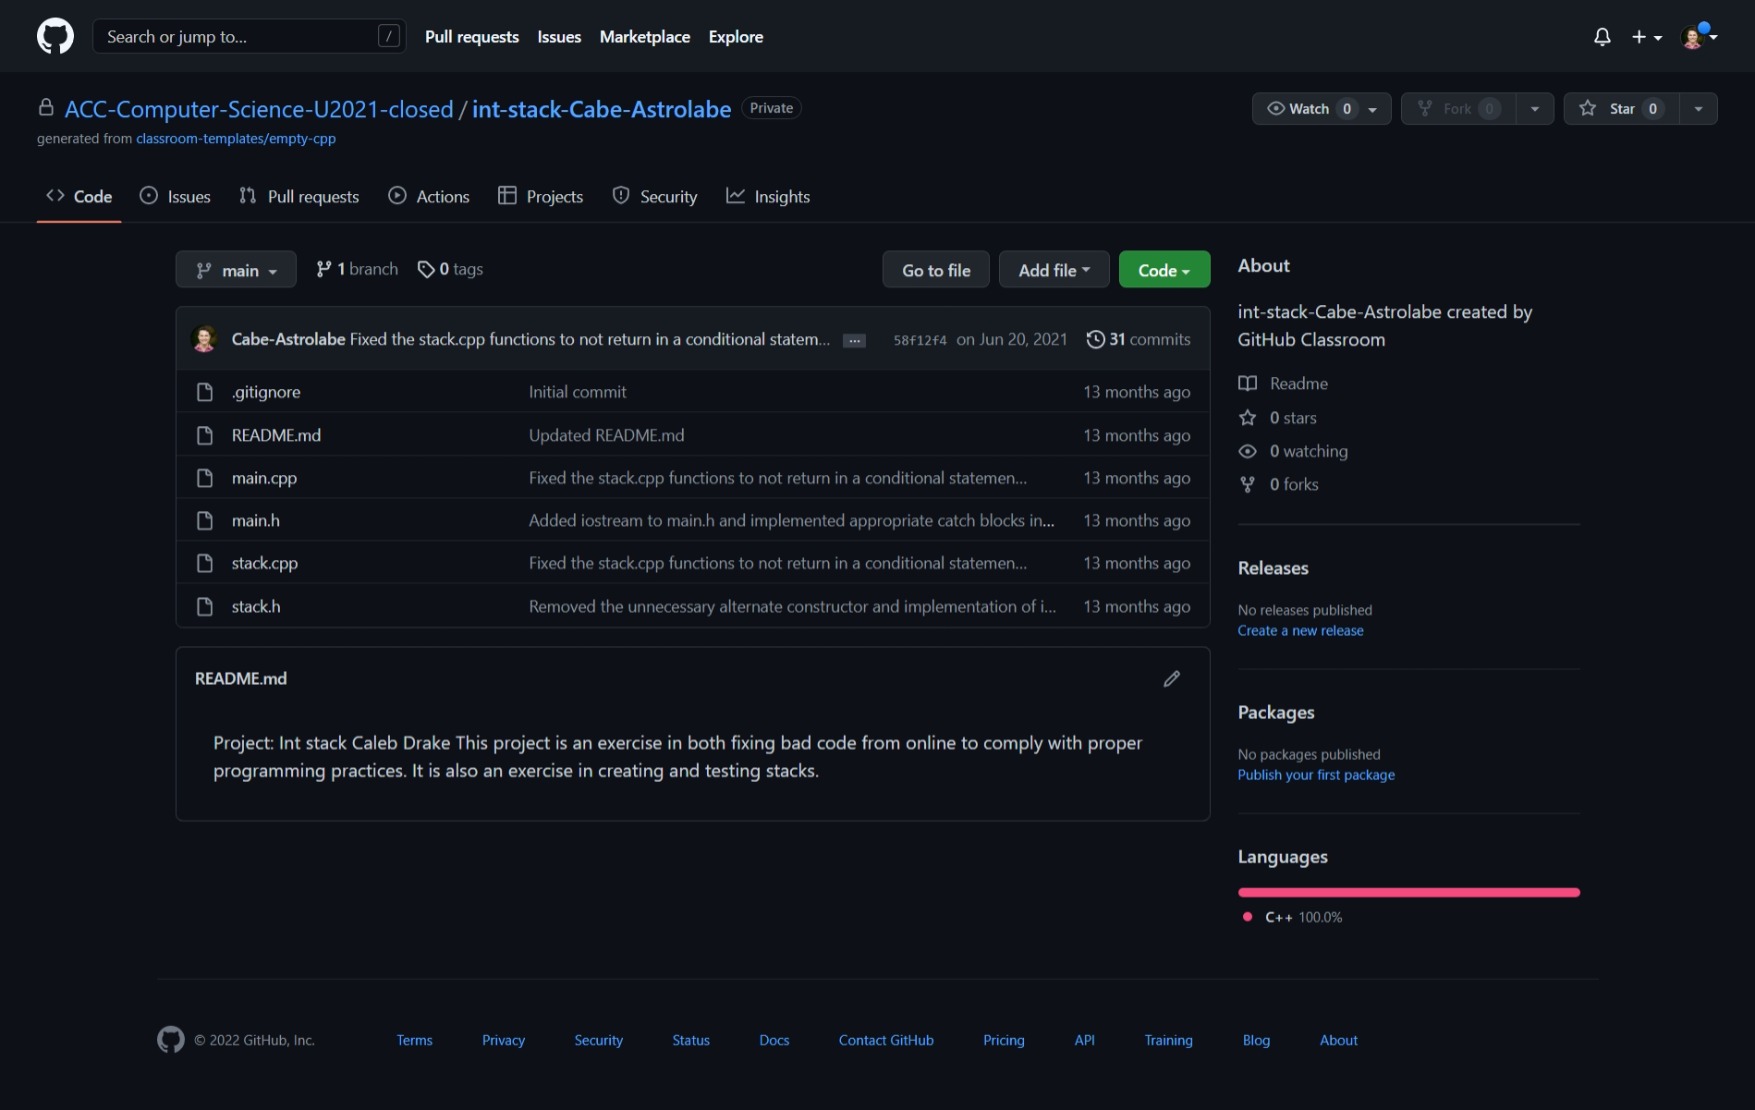 Search or jump to... /
Pull requests Issues Marketplace Explore
ACC-Computer-Science-U2021-closed / int-stack-Cabe-Astrolabe Private
Watch 0 Fork 0 Star 0
generated from classroom-templates/empty-cpp
Code Issues Pull requests Actions Projects Security Insights
main 1 branch 0 tags Go to file Add file Code
Cabe-Astrolabe Fixed the stack.cpp functions to not return in a conditional statem... ... 58f12f4 on Jun 20, 2021 31 commits
.gitignore Initial commit 13 months ago
README.md Updated README.md 13 months ago
main.cpp Fixed the stack.cpp functions to not return in a conditional statemen... 13 months ago
main.h Added iostream to main.h and implemented appropriate catch blocks in... 13 months ago
stack.cpp Fixed the stack.cpp functions to not return in a conditional statemen... 13 months ago
stack.h Removed the unnecessary alternate constructor and implementation of i... 13 months ago
README.md
Project: Int stack Caleb Drake This project is an exercise in both fixing bad code from online to comply with proper
programming practices. It is also an exercise in creating and testing stacks.
About
int-stack-Cabe-Astrolabe created by
GitHub Classroom
Readme
0 stars
0 watching
0 forks
Releases
No releases published
Create a new release
Packages
No packages published
Publish your first package
Languages
C++ 100.0%
© 2022 GitHub, Inc. Terms Privacy Security Status Docs Contact GitHub Pricing API Training Blog About